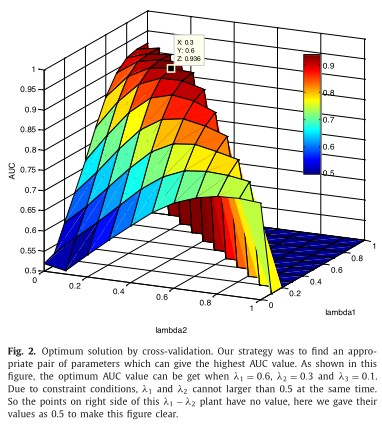 X: 0.3
Y: 0.6
Z: 0.936
1
0.95
0.9
0.85
0.8
0.75
0.7
0.65
0.6
0.55
0.5
AUC
0.9
0.8
0.7
0.6
0.5
0
0.2
0.4
0.6
0.8
1
lambda2
0
0.2
0.4
0.6
0.8
1
lambda1
Fig. 2. Optimum solution by cross-validation. Our strategy was to find an appro-
priate pair of parameters which can give the highest AUC value. As shown in this
figure, the optimum AUC value can be get when λ1 = 0.6, λ2 = 0.3 and λ3 = 0.1.
Due to constraint conditions, λ1 and λ2 cannot larger than 0.5 at the same time.
So the points on right side of this λ1 − λ2 plant have no value, here we gave their
values as 0.5 to make this figure clear.